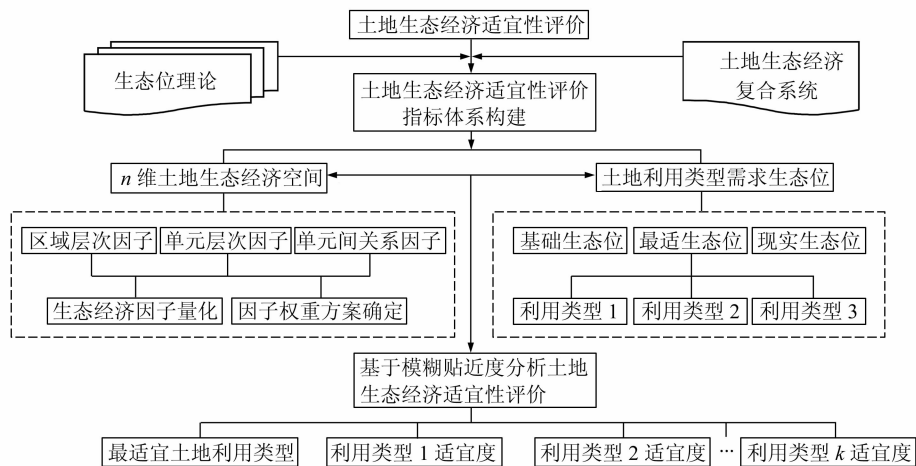 土地生态经济适宜性评价
生态位理论
土地生态经济
复合系统
土地生态经济适宜性评价
指标体系构建
n 维土地生态经济空间
土地利用类型需求生态位
区域层次因子 单元层次因子 单元间关系因子
基础生态位 最适生态位 现实生态位
生态经济因子量化 因子权重方案确定
利用类型 1 利用类型 2 利用类型 3
基于模糊贴近度分析土地
生态经济适宜性评价
最适宜土地利用类型 利用类型 1 适宜度 利用类型 2 适宜度 … 利用类型 k 适宜度